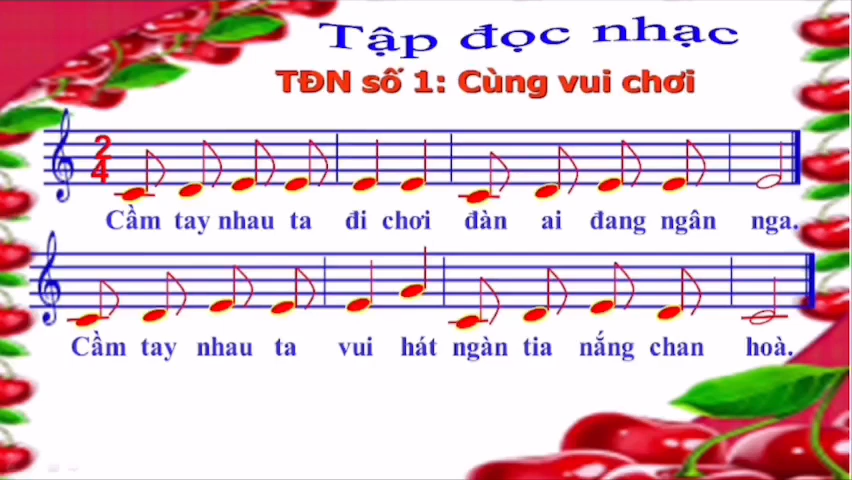 Tập đọc nhạc
TĐN số 1: Cùng vui chơi
2
4
Cầm tay nhau ta đi chơi đàn ai đang ngân nga.
Cầm tay nhau ta vui hát ngàn tia nắng chan hoà.